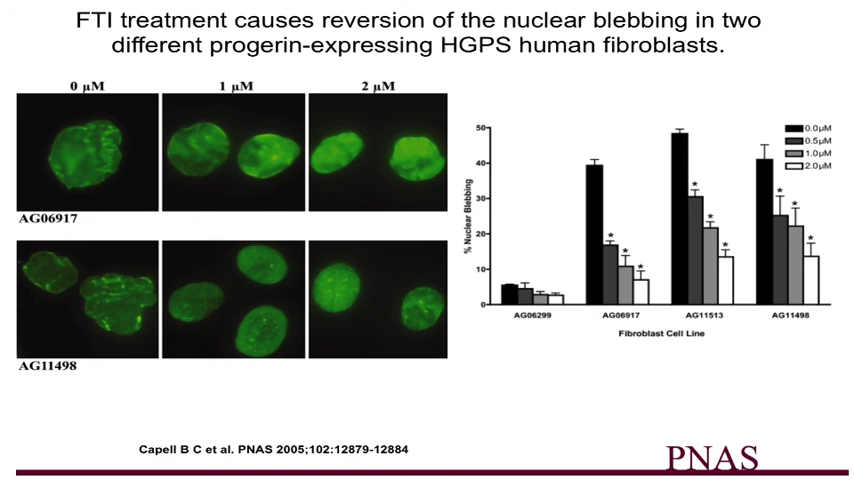 FTI treatment causes reversion of the nuclear blebbing in two
different progerin-expressing HGPS human fibroblasts.
0 µM 1 µM 2 µM
AG06917
AG11498
% Nuclear Blebbing
50
40
30
20
10
0
0.0µM
0.5µM
1.0µM
2.0µM
* * *
* * *
* * *
AG06299 AG06917 AG11513 AG11498
Fibroblast Cell Line
Capell B C et al. PNAS 2005;102:12879-12884
PNAS